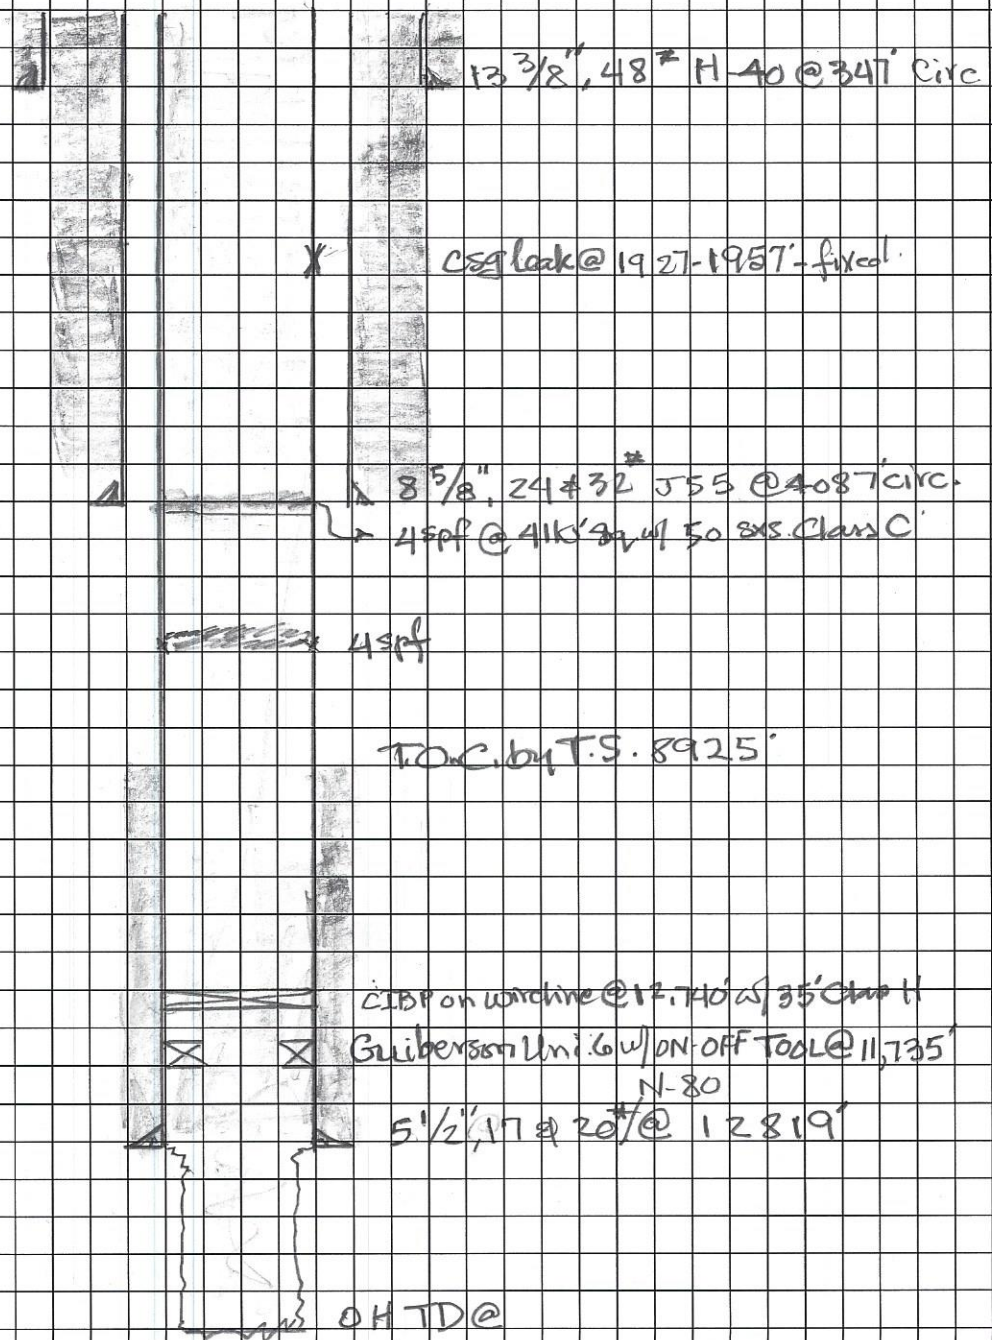 13 3/8", 48# H-40 @ 347' Circ
csg leak @ 1927-1957'-fixed.
8 5/8", 24 & 32# J55 @ 4087' circ.
4spf @ sq w/ 50 sxs. Class C
4spf
T.O.C. by T.S. 8925'
CIBP on wireline @ 12,740' w/ 35' Class H
Guiberson Uni. 6 w/ ON-OFF TOOL @ 11,735'
N-80
5 1/2", 17 & 20#/@ 12819'
OH TD@